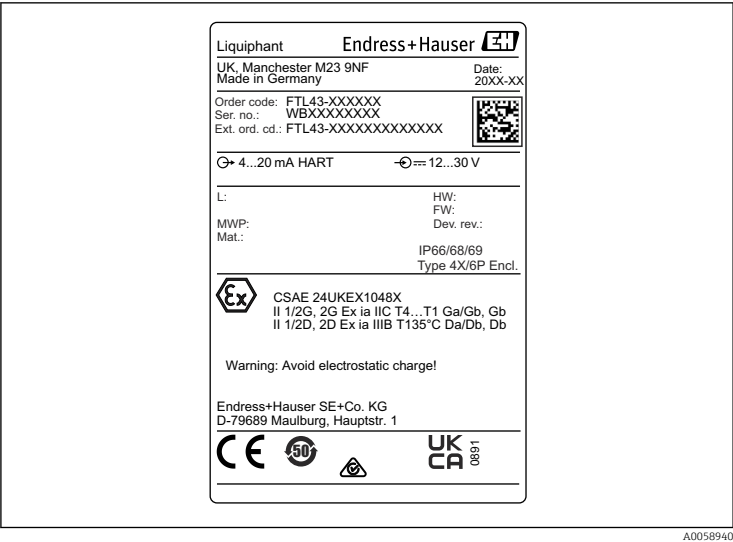 Liquiphant Endress+Hauser EH
UK, Manchester M23 9NF
Made in Germany
Date:
20XX-XX
Order code: FTL43-XXXXXX
Ser. no.: WBXXXXXXXX
Ext. ord. cd.: FTL43-XXXXXXXXXXXXX
4...20 mA HART 12...30 V
L: HW:
FW:
MWP: Dev. rev.:
Mat.:
IP66/68/69
Type 4X/6P Encl.
Ex
CSAE 24UKEX1048X
II 1/2G, 2G Ex ia IIC T4...T1 Ga/Gb, Gb
II 1/2D, 2D Ex ia IIIB T135°C Da/Db, Db
Warning: Avoid electrostatic charge!
Endress+Hauser SE+Co. KG
D-79689 Maulburg, Hauptstr. 1
CE 50 UK
CA 0891
A0058940